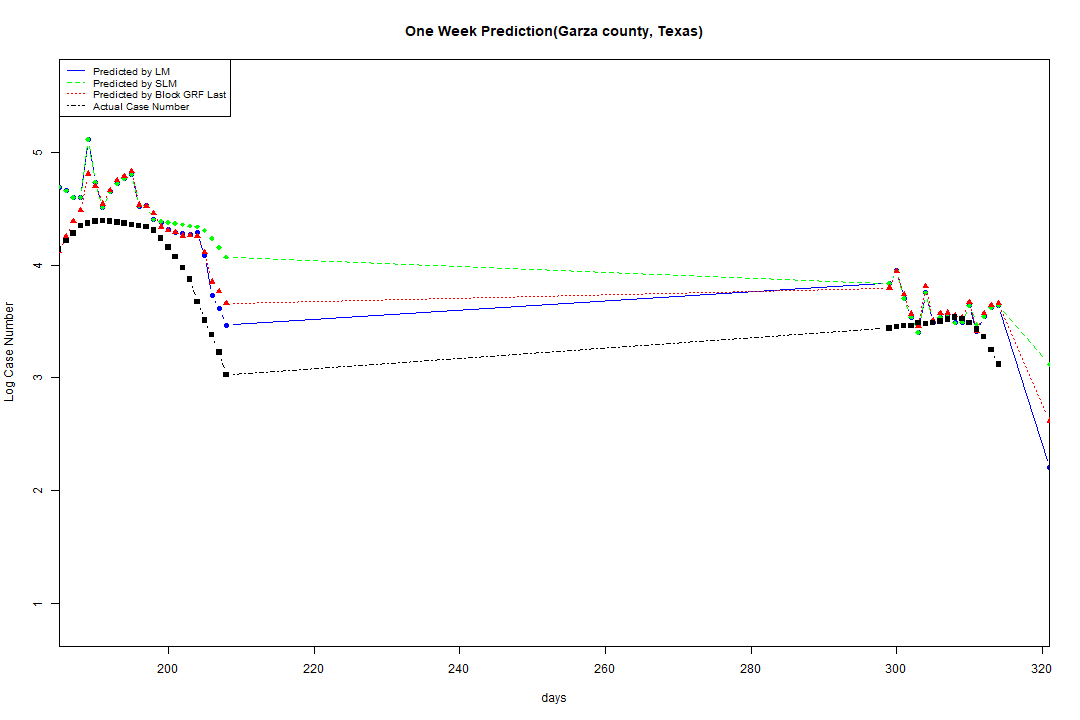 One Week Prediction(Garza county, Texas)
Predicted by LM
Predicted by SLM
Predicted by Block GRF Last
Actual Case Number
Log Case Number
5
4
3
2
1
200 220 240 260 280 300 320
days